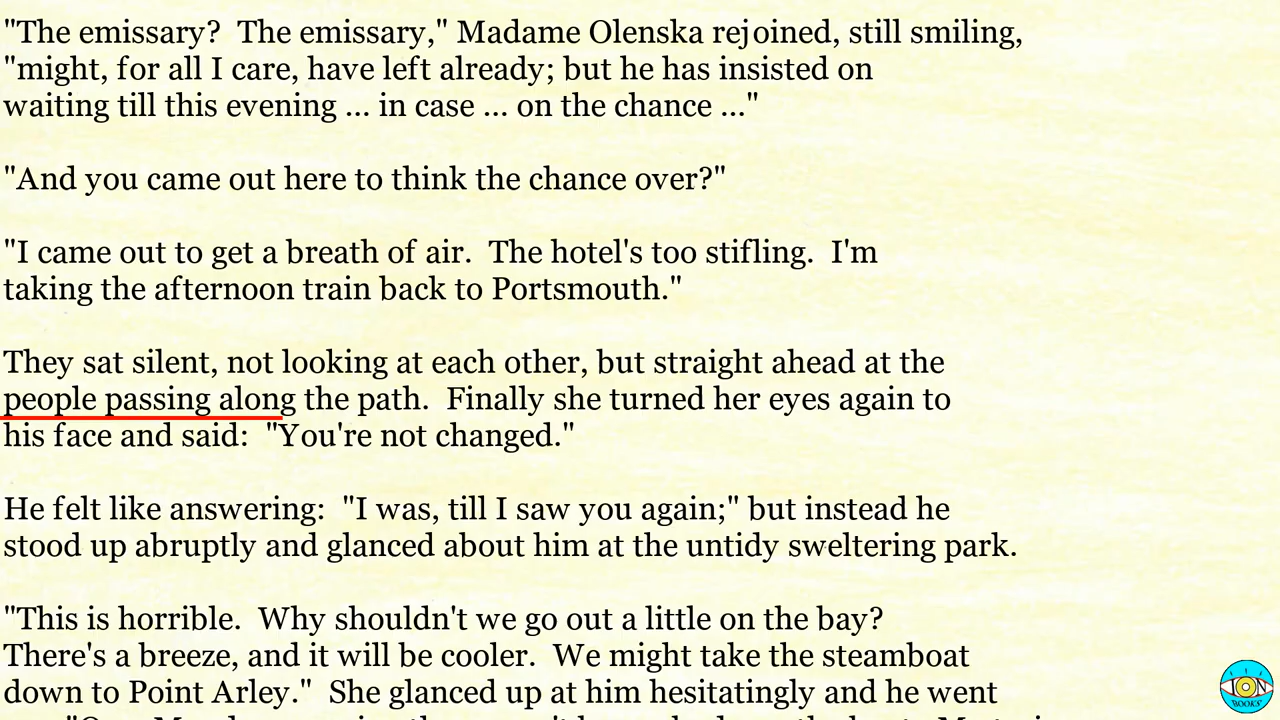 "The emissary?  The emissary," Madame Olenska rejoined, still smiling,
"might, for all I care, have left already; but he has insisted on
waiting till this evening ... in case ... on the chance ..."
"And you came out here to think the chance over?"
"I came out to get a breath of air.  The hotel's too stifling.  I'm
taking the afternoon train back to Portsmouth."
They sat silent, not looking at each other, but straight ahead at the
people passing along the path.  Finally she turned her eyes again to
his face and said:  "You're not changed."
He felt like answering:  "I was, till I saw you again;" but instead he
stood up abruptly and glanced about him at the untidy sweltering park.
"This is horrible.  Why shouldn't we go out a little on the bay?
There's a breeze, and it will be cooler.  We might take the steamboat
down to Point Arley."  She glanced up at him hesitatingly and he went
ION
BOOKS